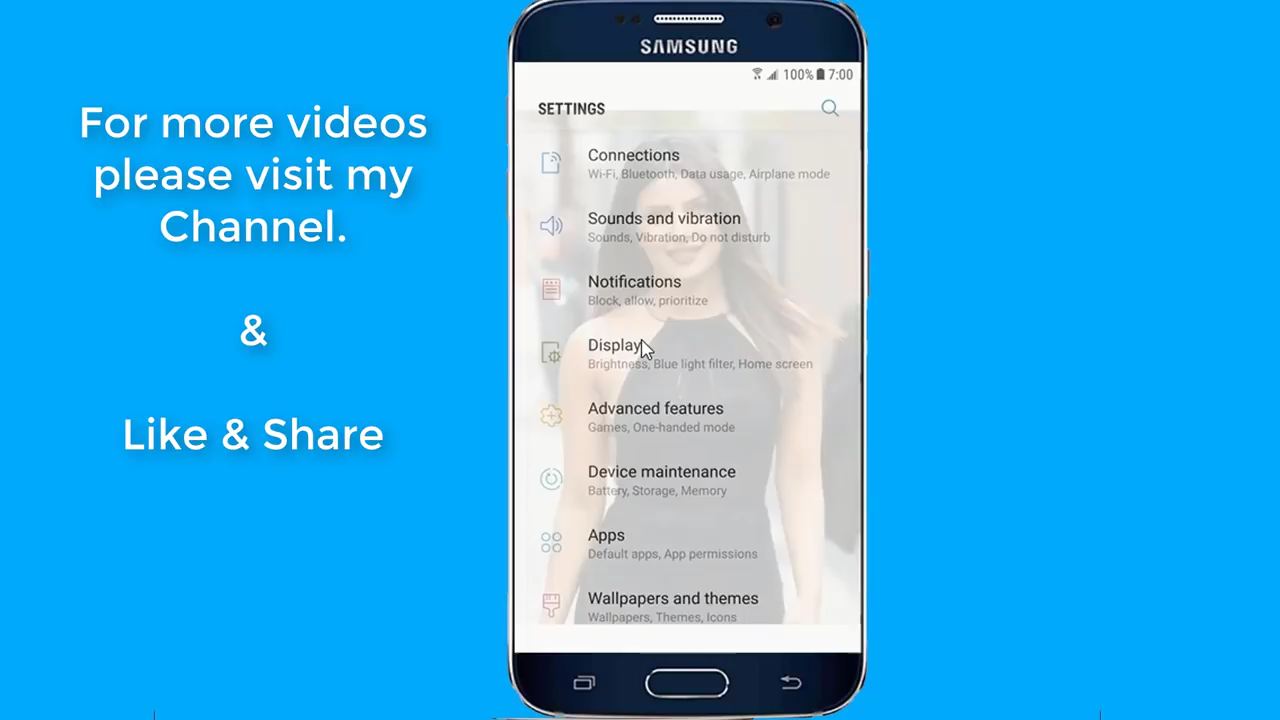 For more videos
please visit my
Channel.
&
Like & Share
SAMSUNG
100% 7:00
SETTINGS
Connections
Wi-Fi, Bluetooth, Data usage, Airplane mode
Sounds and vibration
Sounds, Vibration, Do not disturb
Notifications
Block, allow, prioritize
Display
Brightness, Blue light filter, Home screen
Advanced features
Games, One-handed mode
Device maintenance
Battery, Storage, Memory
Apps
Default apps, App permissions
Wallpapers and themes
Wallpapers, Themes, Icons